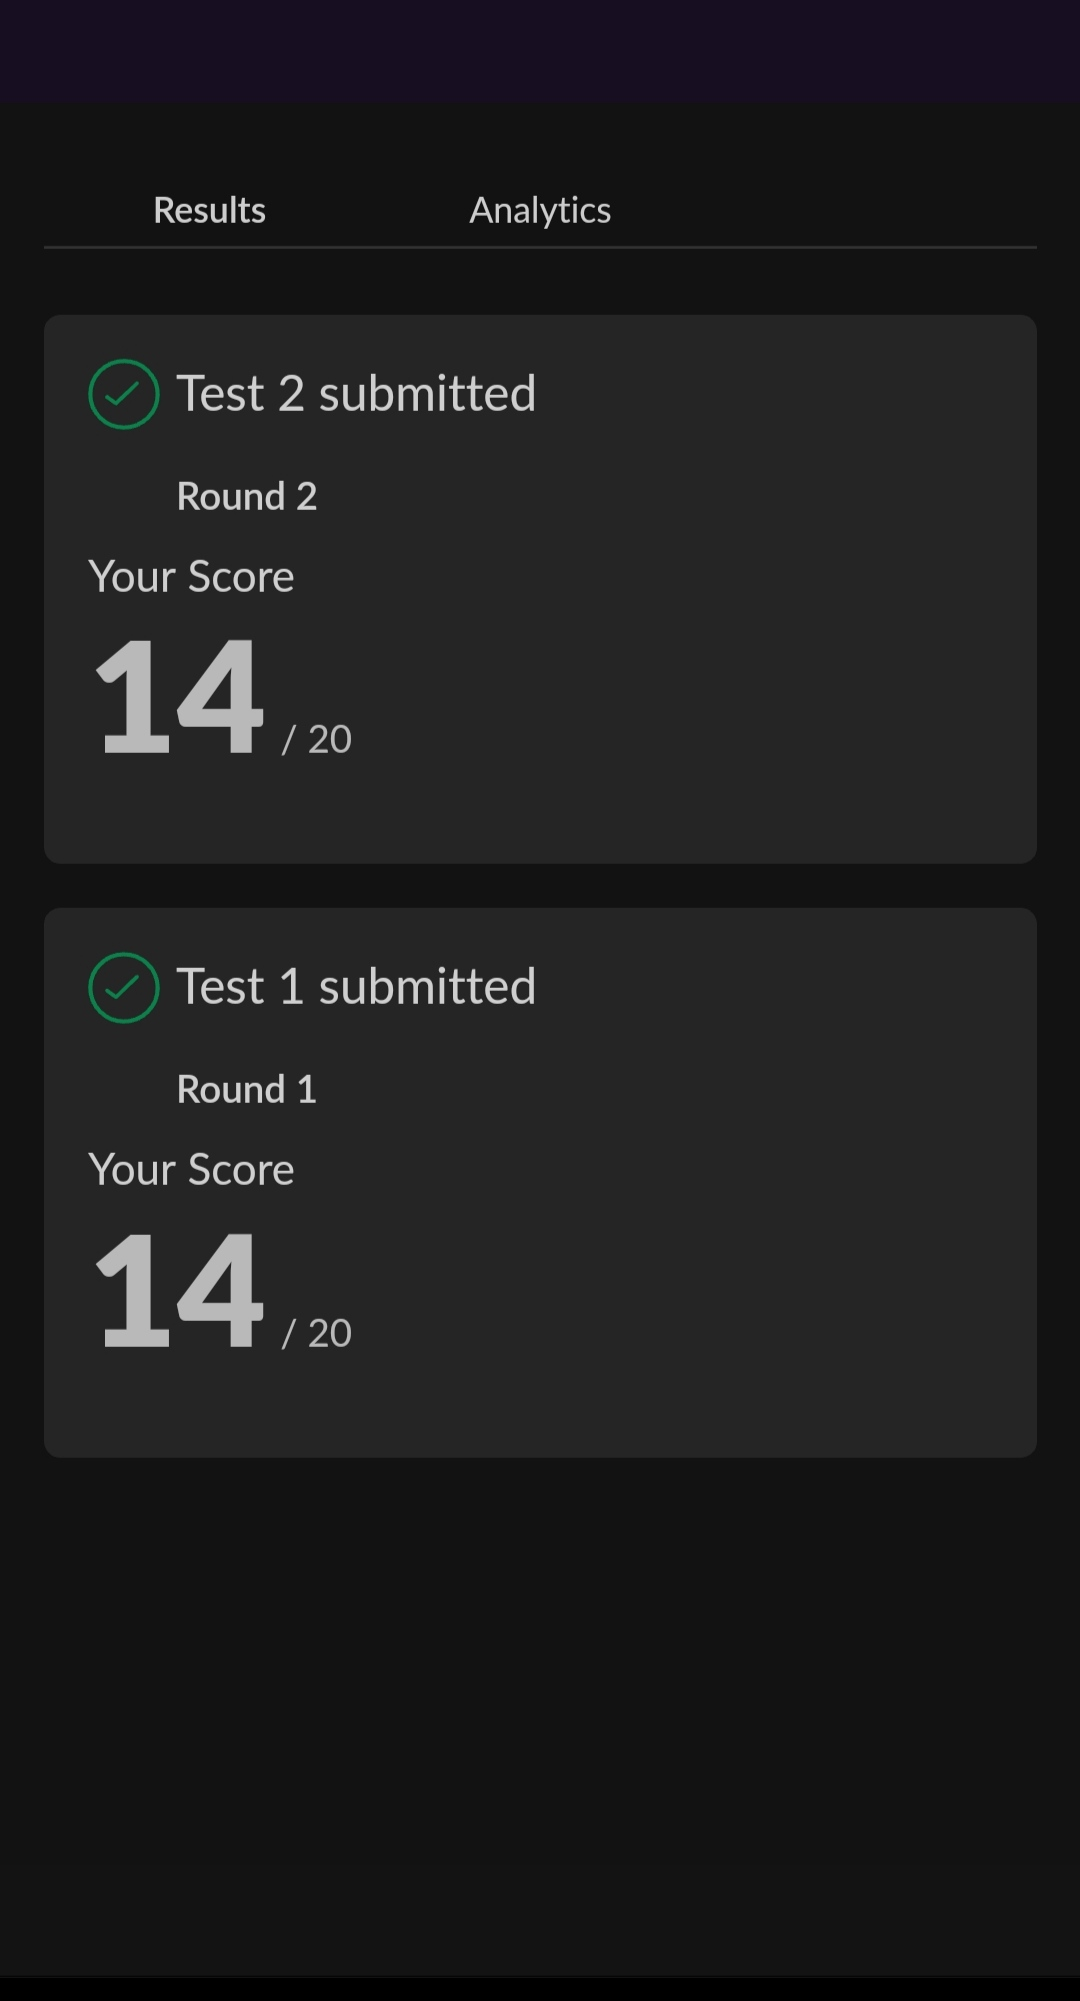 Results Analytics
Test 2 submitted
Round 2
Your Score
14 / 20
Test 1 submitted
Round 1
Your Score
14 / 20